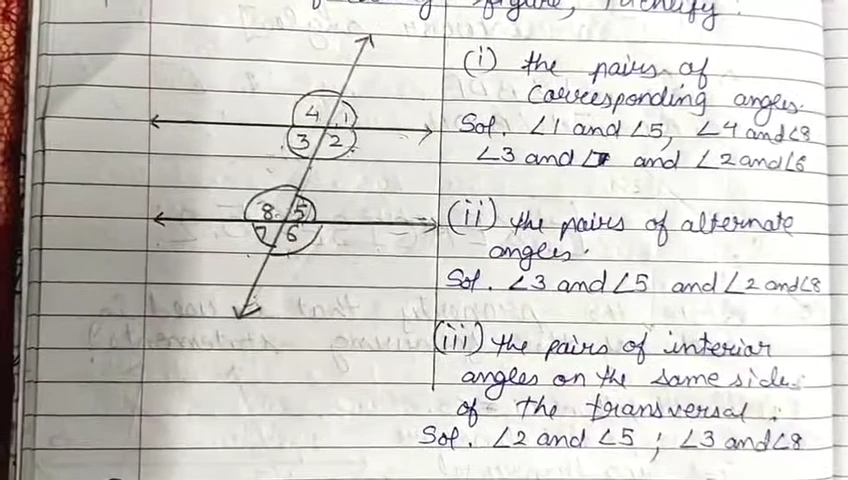 figure, identify:
4 1
3 2
8 5
7 6
(i) the pairs of
corresponding angles.
Sol. ∠1 and ∠5, ∠4 and ∠8
∠3 and ∠7 and ∠2 and ∠6
(ii) the pairs of alternate
angles.
Sol. ∠3 and ∠5 and ∠2 and ∠8
(iii) the pairs of interior
angles on the same side
of the transversal:
Sol. ∠2 and ∠5; ∠3 and ∠8